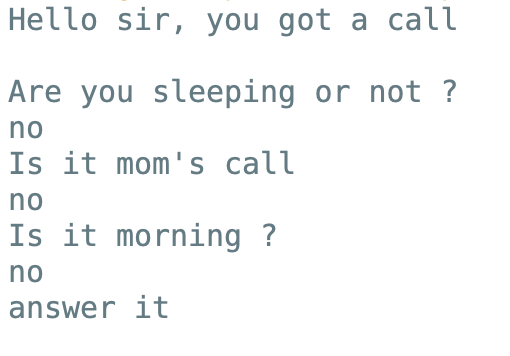 Hello sir, you got a call
Are you sleeping or not ?
no
Is it mom's call
no
Is it morning ?
no
answer it